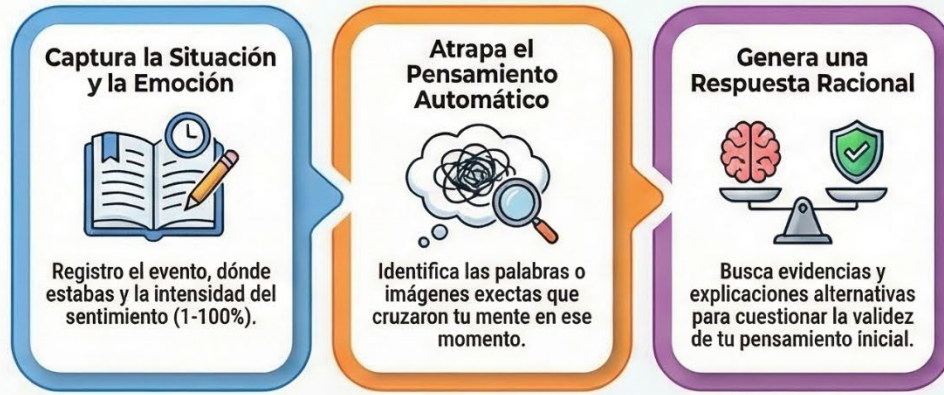 Captura la Situación
y la Emoción
Registro el evento, dónde
estabas y la intensidad del
sentimiento (1-100%).
Atrapa el
Pensamiento
Automático
Identifica las palabras o
imágenes exectas que
cruzaron tu mente en ese
momento.
Genera una
Respuesta Racional
Busca evidencias y
explicaciones alternativas
para cuestionar la validez
de tu pensamiento inicial.